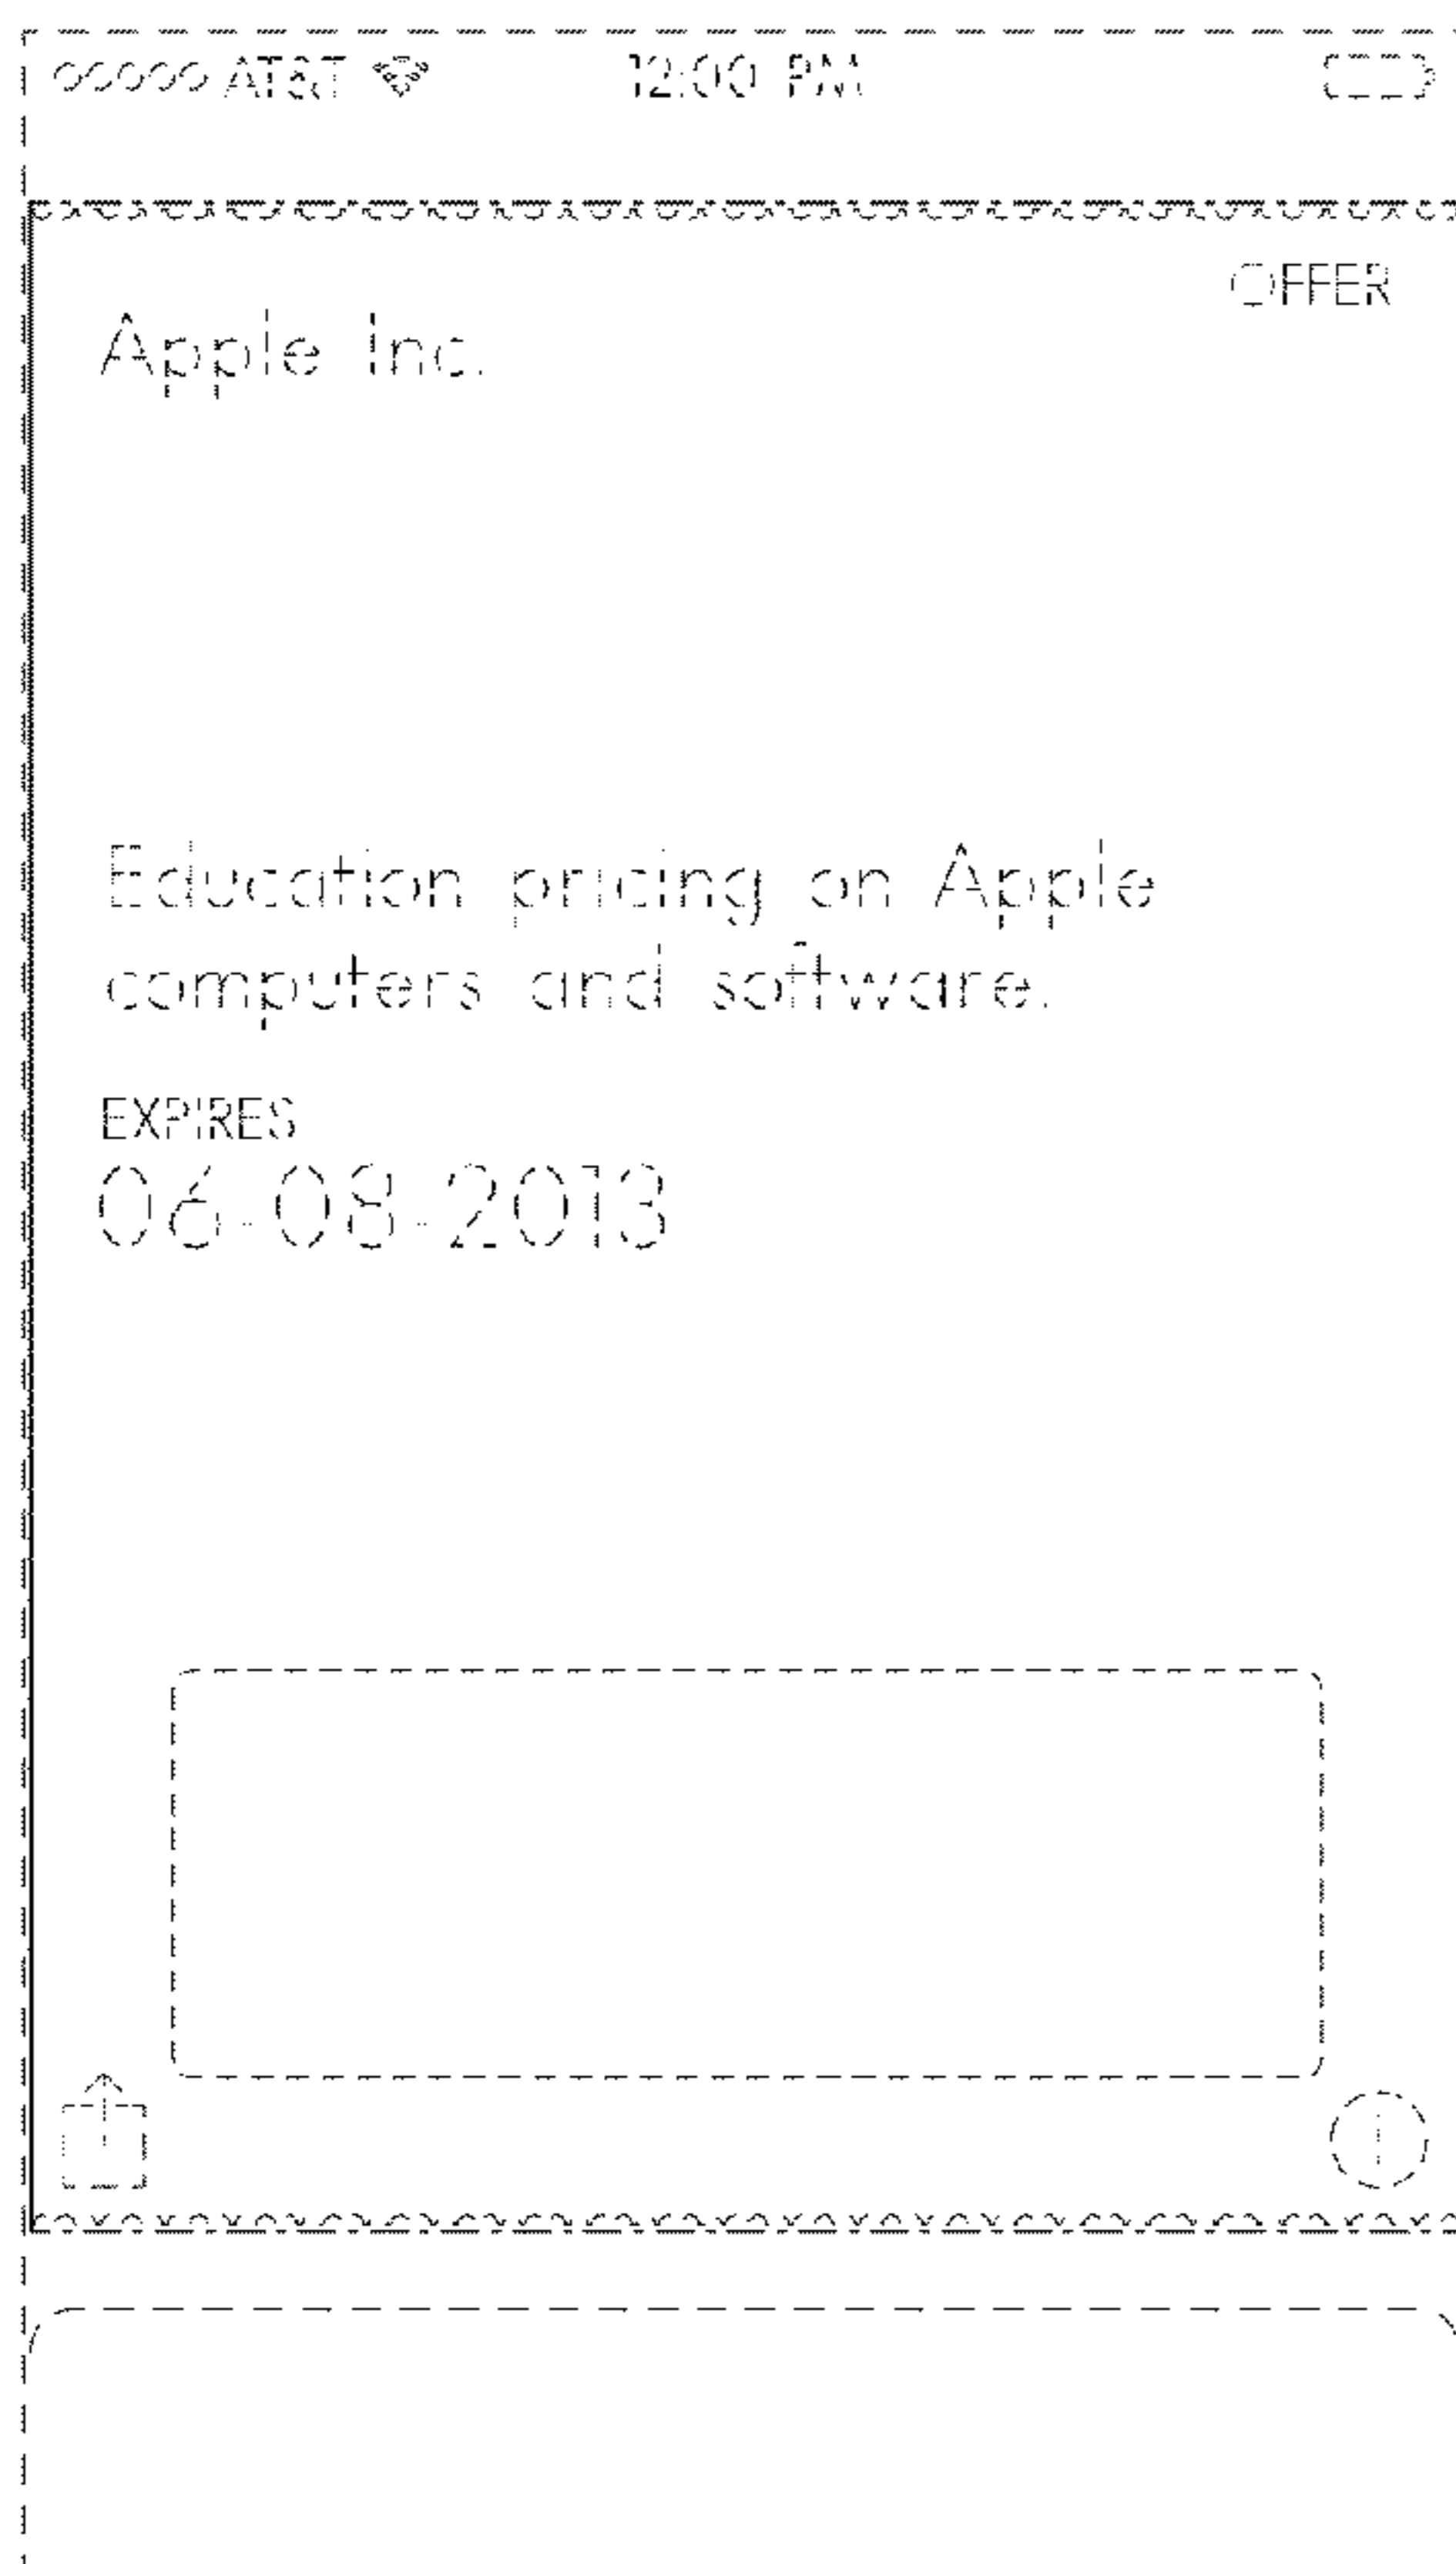 AT&T 12:00 PM
OFFER
Apple Inc.
Education pricing on Apple
computers and software.
EXPIRES
06-08-2013